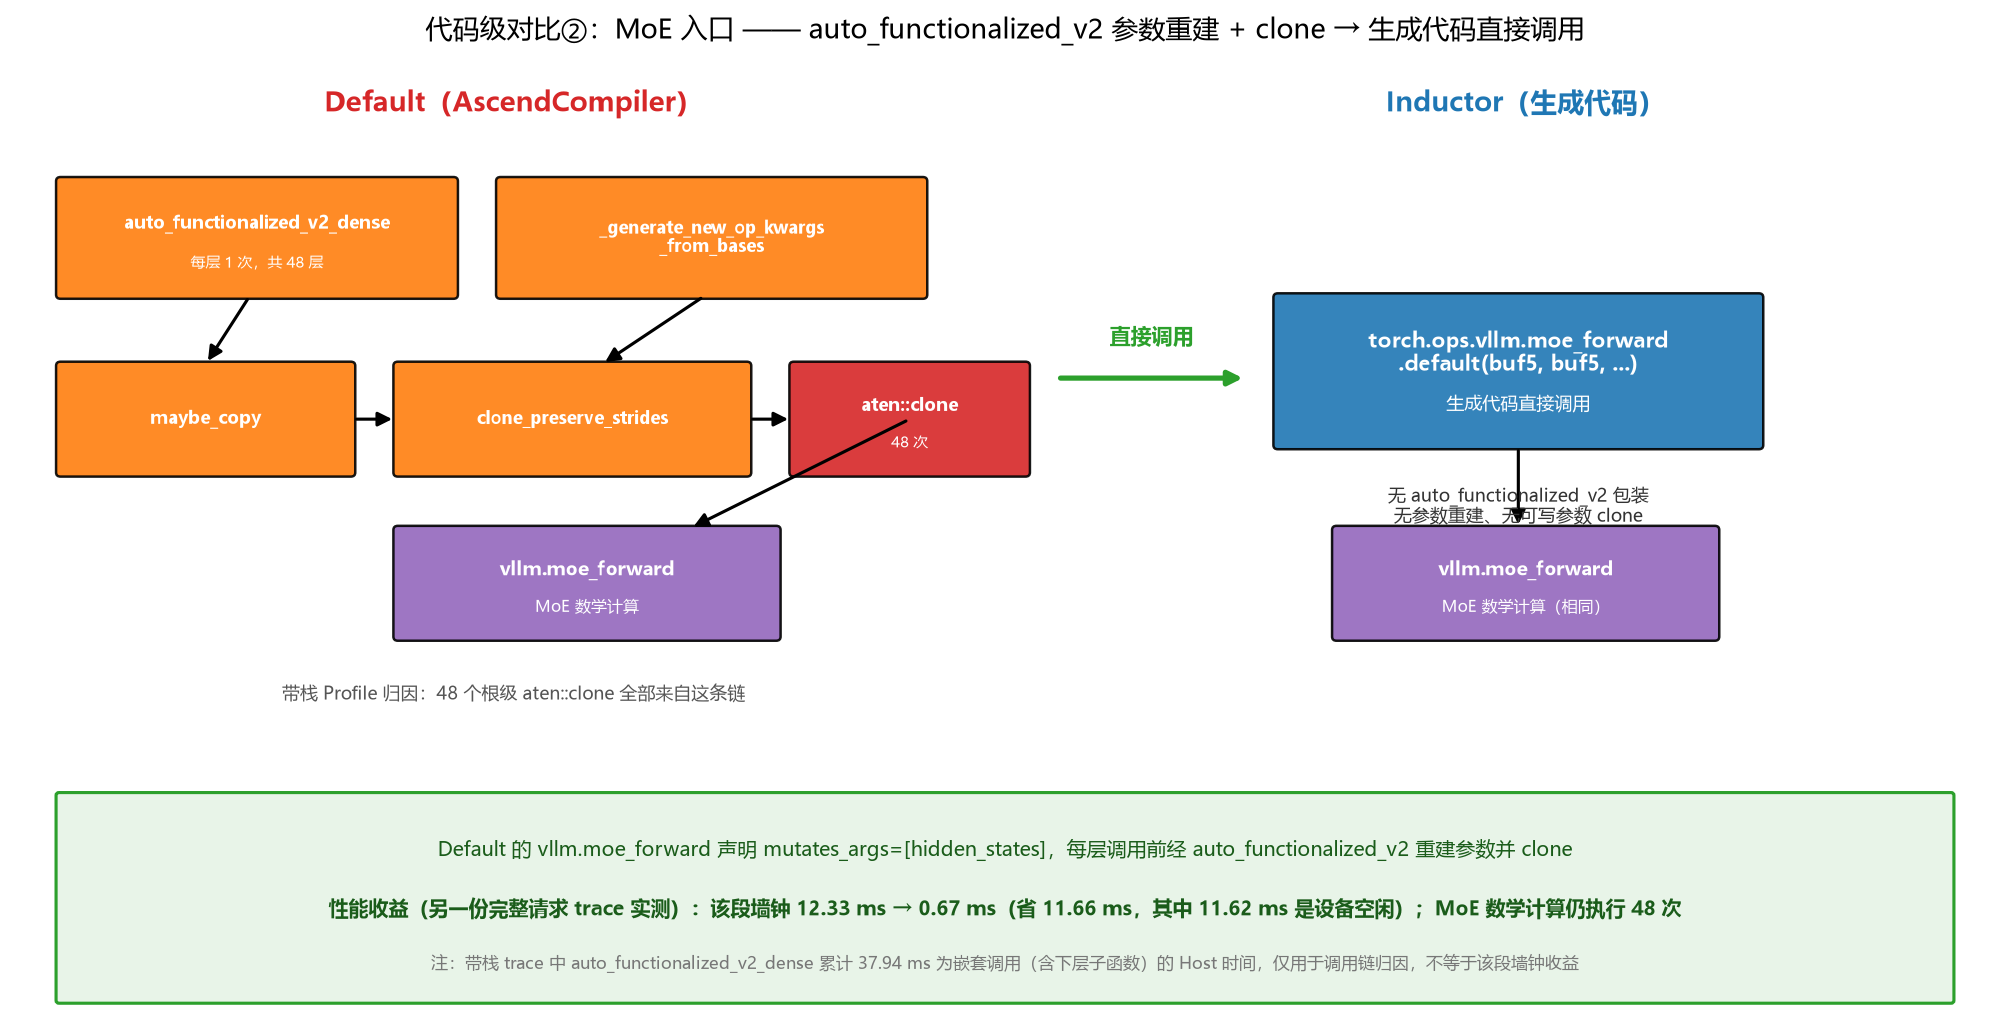 代码级对比②：MoE 入口 —— auto_functionalized_v2 参数重建 + clone → 生成代码直接调用
Default（AscendCompiler）
Inductor（生成代码）
auto_functionalized_v2_dense
每层 1 次，共 48 层
_generate_new_op_kwargs
_from_bases
maybe_copy
clone_preserve_strides
aten::clone
48 次
vllm.moe_forward
MoE 数学计算
带栈 Profile 归因：48 个根级 aten::clone 全部来自这条链
直接调用
torch.ops.vllm.moe_forward
.default(buf5, buf5, ...)
生成代码直接调用
无 auto_functionalized_v2 包装
无参数重建、无可写参数 clone
vllm.moe_forward
MoE 数学计算（相同）
Default 的 vllm.moe_forward 声明 mutates_args=[hidden_states]，每层调用前经 auto_functionalized_v2 重建参数并 clone
性能收益（另一份完整请求 trace 实测）：该段墙钟 12.33 ms → 0.67 ms（省 11.66 ms，其中 11.62 ms 是设备空闲）；MoE 数学计算仍执行 48 次
注：带栈 trace 中 auto_functionalized_v2_dense 累计 37.94 ms 为嵌套调用（含下层子函数）的 Host 时间，仅用于调用链归因，不等于该段墙钟收益